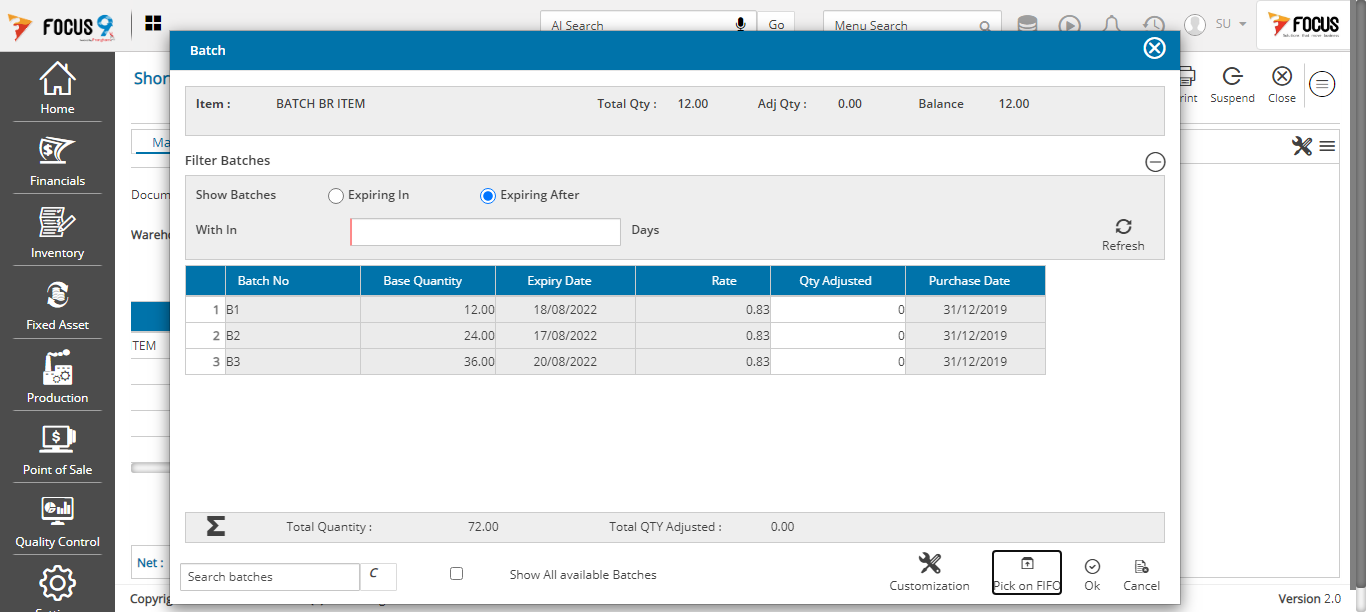 FOCUS 9
AI Search
Go
Menu Search
SU
FOCUS
Home
Financials
Inventory
Fixed Asset
Production
Point of Sale
Quality Control
Shor
Ma
Docum
Wareho
TEM
Net :
Copyrig
rint
Suspend
Close
Version 2.0
Batch
Item : BATCH BR ITEM Total Qty : 12.00 Adj Qty : 0.00 Balance 12.00
Filter Batches
Show Batches Expiring In Expiring After
With In Days
Refresh
Batch No Base Quantity Expiry Date Rate Qty Adjusted Purchase Date
1 B1 12.00 18/08/2022 0.83 0 31/12/2019
2 B2 24.00 17/08/2022 0.83 0 31/12/2019
3 B3 36.00 20/08/2022 0.83 0 31/12/2019
Σ Total Quantity : 72.00 Total QTY Adjusted : 0.00
Search batches C Show All available Batches
Customization Pick on FIFO Ok Cancel